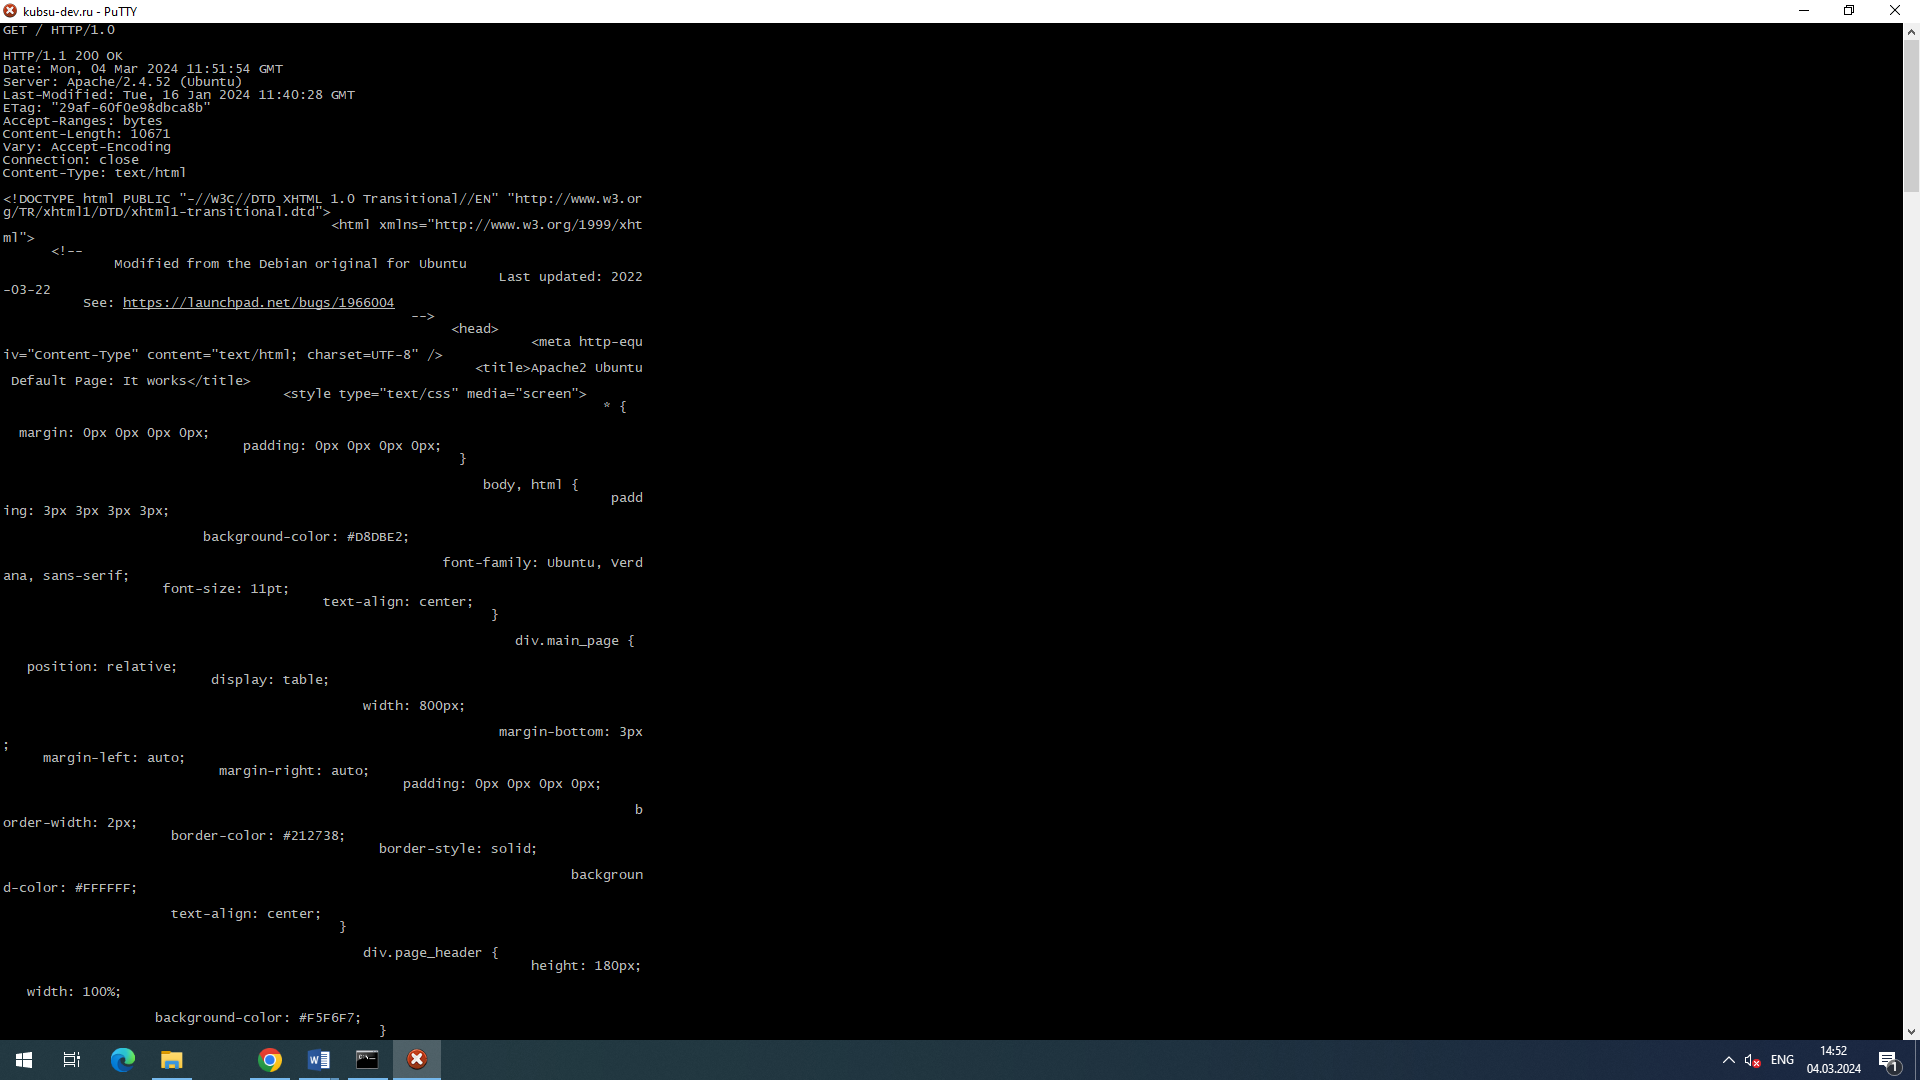 kubsu-dev.ru - PuTTY
GET / HTTP/1.0
HTTP/1.1 200 OK
Date: Mon, 04 Mar 2024 11:51:54 GMT
Server: Apache/2.4.52 (Ubuntu)
Last-Modified: Tue, 16 Jan 2024 11:40:28 GMT
ETag: "29af-60f0e98dbca8b"
Accept-Ranges: bytes
Content-Length: 10671
Vary: Accept-Encoding
Connection: close
Content-Type: text/html
<!DOCTYPE html PUBLIC "-//W3C//DTD XHTML 1.0 Transitional//EN" "http://www.w3.or
g/TR/xhtml1/DTD/xhtml1-transitional.dtd">
<html xmlns="http://www.w3.org/1999/xht
ml">
<!--
Modified from the Debian original for Ubuntu
Last updated: 2022
-03-22
See: https://launchpad.net/bugs/1966004
-->
<head>
<meta http-equ
iv="Content-Type" content="text/html; charset=UTF-8" />
<title>Apache2 Ubuntu
Default Page: It works</title>
<style type="text/css" media="screen">
* {
margin: 0px 0px 0px 0px;
padding: 0px 0px 0px 0px;
}
body, html {
padd
ing: 3px 3px 3px 3px;
background-color: #D8DBE2;
font-family: Ubuntu, Verd
ana, sans-serif;
font-size: 11pt;
text-align: center;
}
div.main_page {
position: relative;
display: table;
width: 800px;
margin-bottom: 3px
;
margin-left: auto;
margin-right: auto;
padding: 0px 0px 0px 0px;
b
order-width: 2px;
border-color: #212738;
border-style: solid;
backgroun
d-color: #FFFFFF;
text-align: center;
}
div.page_header {
height: 180px;
width: 100%;
background-color: #F5F6F7;
}
ENG
14:52
04.03.2024
1